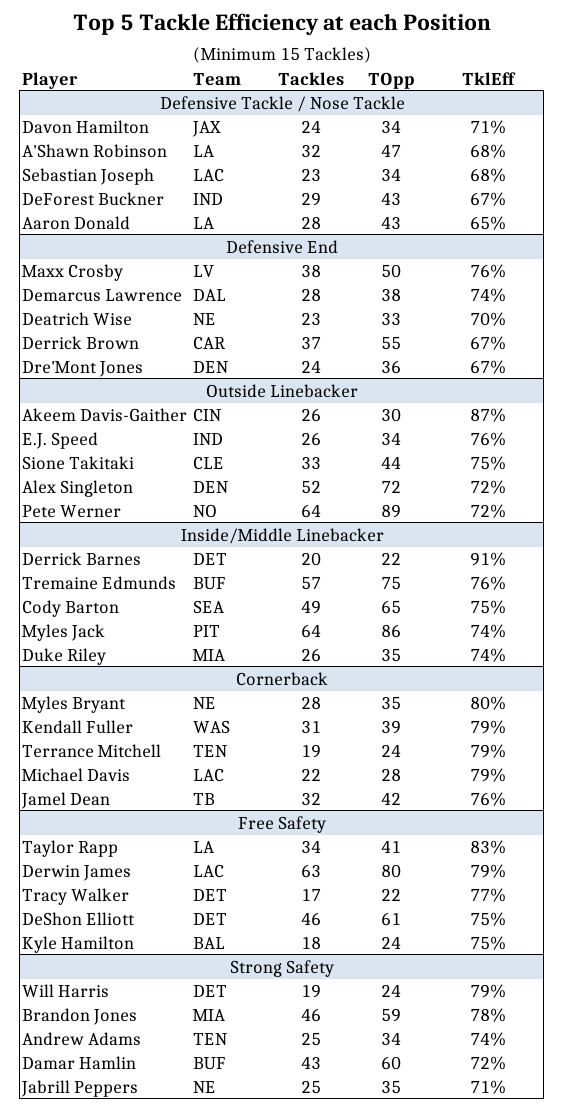 Top 5 Tackle Efficiency at each Position
(Minimum 15 Tackles)
Player Team Tackles TOpp TklEff
Defensive Tackle / Nose Tackle
Davon Hamilton JAX 24 34 71%
A'Shawn Robinson LA 32 47 68%
Sebastian Joseph LAC 23 34 68%
DeForest Buckner IND 29 43 67%
Aaron Donald LA 28 43 65%
Defensive End
Maxx Crosby LV 38 50 76%
Demarcus Lawrence DAL 28 38 74%
Deatrich Wise NE 23 33 70%
Derrick Brown CAR 37 55 67%
Dre'Mont Jones DEN 24 36 67%
Outside Linebacker
Akeem Davis-Gaither CIN 26 30 87%
E.J. Speed IND 26 34 76%
Sione Takitaki CLE 33 44 75%
Alex Singleton DEN 52 72 72%
Pete Werner NO 64 89 72%
Inside/Middle Linebacker
Derrick Barnes DET 20 22 91%
Tremaine Edmunds BUF 57 75 76%
Cody Barton SEA 49 65 75%
Myles Jack PIT 64 86 74%
Duke Riley MIA 26 35 74%
Cornerback
Myles Bryant NE 28 35 80%
Kendall Fuller WAS 31 39 79%
Terrance Mitchell TEN 19 24 79%
Michael Davis LAC 22 28 79%
Jamel Dean TB 32 42 76%
Free Safety
Taylor Rapp LA 34 41 83%
Derwin James LAC 63 80 79%
Tracy Walker DET 17 22 77%
DeShon Elliott DET 46 61 75%
Kyle Hamilton BAL 18 24 75%
Strong Safety
Will Harris DET 19 24 79%
Brandon Jones MIA 46 59 78%
Andrew Adams TEN 25 34 74%
Damar Hamlin BUF 43 60 72%
Jabrill Peppers NE 25 35 71%